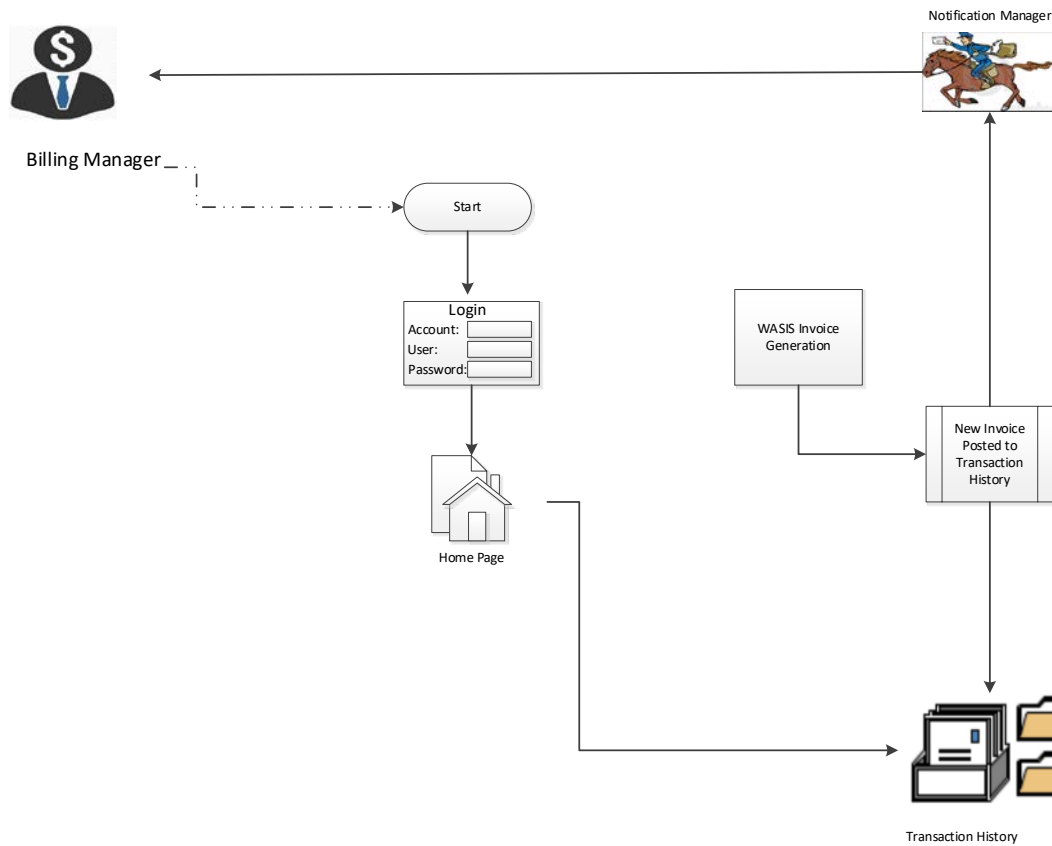 Notification Manager
$
Billing Manager
Start
Login
Account:
User:
Password:
WASIS Invoice
Generation
New Invoice
Posted to
Transaction
History
Home Page
Transaction History